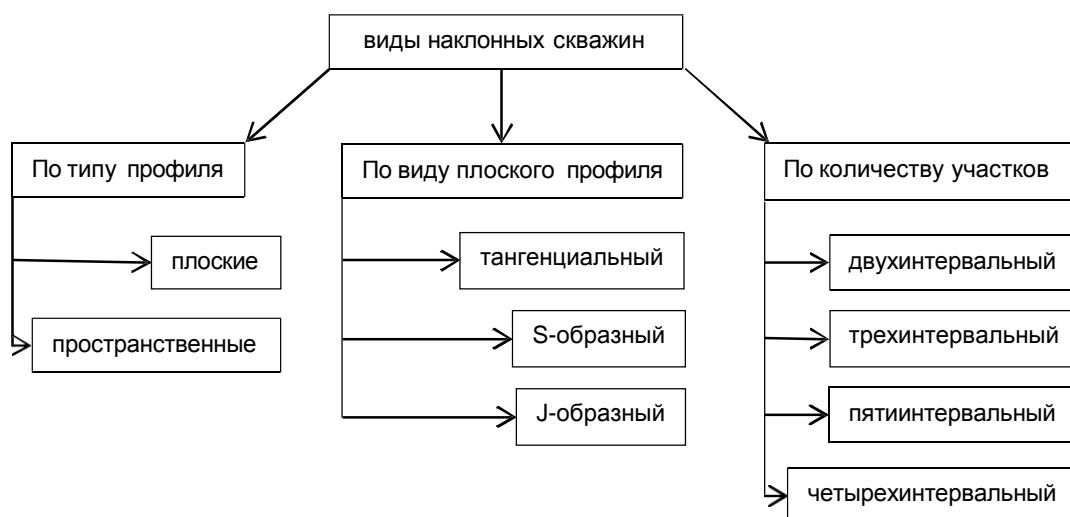 виды наклонных скважин
По типу профиля
плоские
пространственные
По виду плоского профиля
тангенциальный
S-образный
J-образный
По количеству участков
двухинтервальный
трехинтервальный
пятиинтервальный
четырехинтервальный